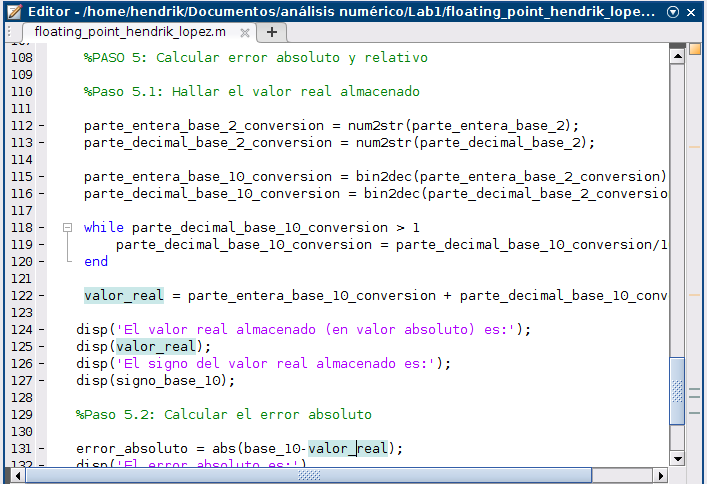 Editor - /home/hendrik/Documentos/análisis numérico/Lab1/floating_point_hendrik_lope...
floating_point_hendrik_lopez.m
108 %PASO 5: Calcular error absoluto y relativo
109
110 %Paso 5.1: Hallar el valor real almacenado
111
112 - parte_entera_base_2_conversion = num2str(parte_entera_base_2);
113 - parte_decimal_base_2_conversion = num2str(parte_decimal_base_2);
114
115 - parte_entera_base_10_conversion = bin2dec(parte_entera_base_2_conversion)
116 - parte_decimal_base_10_conversion = bin2dec(parte_decimal_base_2_conversio
117
118 - while parte_decimal_base_10_conversion > 1
119 - parte_decimal_base_10_conversion = parte_decimal_base_10_conversion/1
120 - end
121
122 - valor_real = parte_entera_base_10_conversion + parte_decimal_base_10_conv
123
124 - disp('El valor real almacenado (en valor absoluto) es:');
125 - disp(valor_real);
126 - disp('El signo del valor real almacenado es:');
127 - disp(signo_base_10);
128
129 %Paso 5.2: Calcular el error absoluto
130
131 - error_absoluto = abs(base_10-valor_real);
132 - disp('El error absoluto es:')